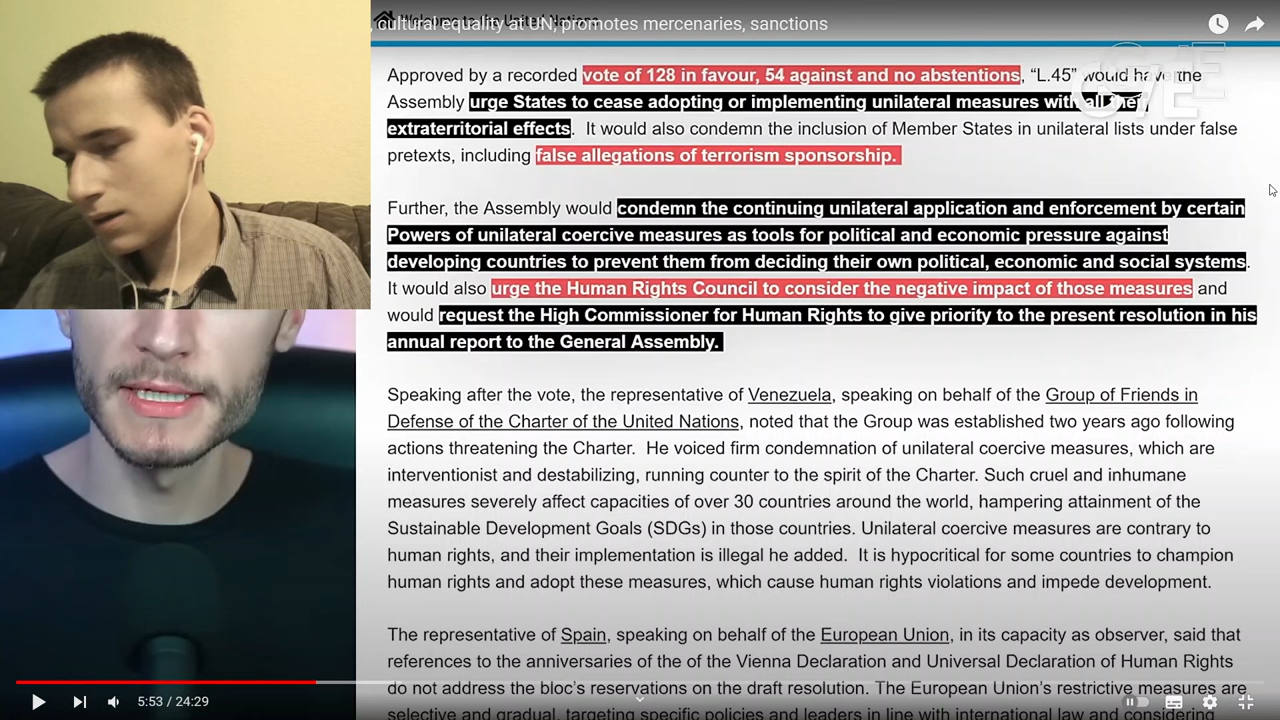 cultural equality at UN, promotes mercenaries, sanctions
Approved by a recorded vote of 128 in favour, 54 against and no abstentions, “L.45” would have the
Assembly urge States to cease adopting or implementing unilateral measures with all their
extraterritorial effects. It would also condemn the inclusion of Member States in unilateral lists under false
pretexts, including false allegations of terrorism sponsorship.
Further, the Assembly would condemn the continuing unilateral application and enforcement by certain
Powers of unilateral coercive measures as tools for political and economic pressure against
developing countries to prevent them from deciding their own political, economic and social systems.
It would also urge the Human Rights Council to consider the negative impact of those measures and
would request the High Commissioner for Human Rights to give priority to the present resolution in his
annual report to the General Assembly.
Speaking after the vote, the representative of Venezuela, speaking on behalf of the Group of Friends in
Defense of the Charter of the United Nations, noted that the Group was established two years ago following
actions threatening the Charter. He voiced firm condemnation of unilateral coercive measures, which are
interventionist and destabilizing, running counter to the spirit of the Charter. Such cruel and inhumane
measures severely affect capacities of over 30 countries around the world, hampering attainment of the
Sustainable Development Goals (SDGs) in those countries. Unilateral coercive measures are contrary to
human rights, and their implementation is illegal he added. It is hypocritical for some countries to champion
human rights and adopt these measures, which cause human rights violations and impede development.
The representative of Spain, speaking on behalf of the European Union, in its capacity as observer, said that
references to the anniversaries of the of the Vienna Declaration and Universal Declaration of Human Rights
do not address the bloc’s reservations on the draft resolution. The European Union’s restrictive measures are
selective and gradual, targeting specific policies and leaders in line with international law and
5:53 / 24:29